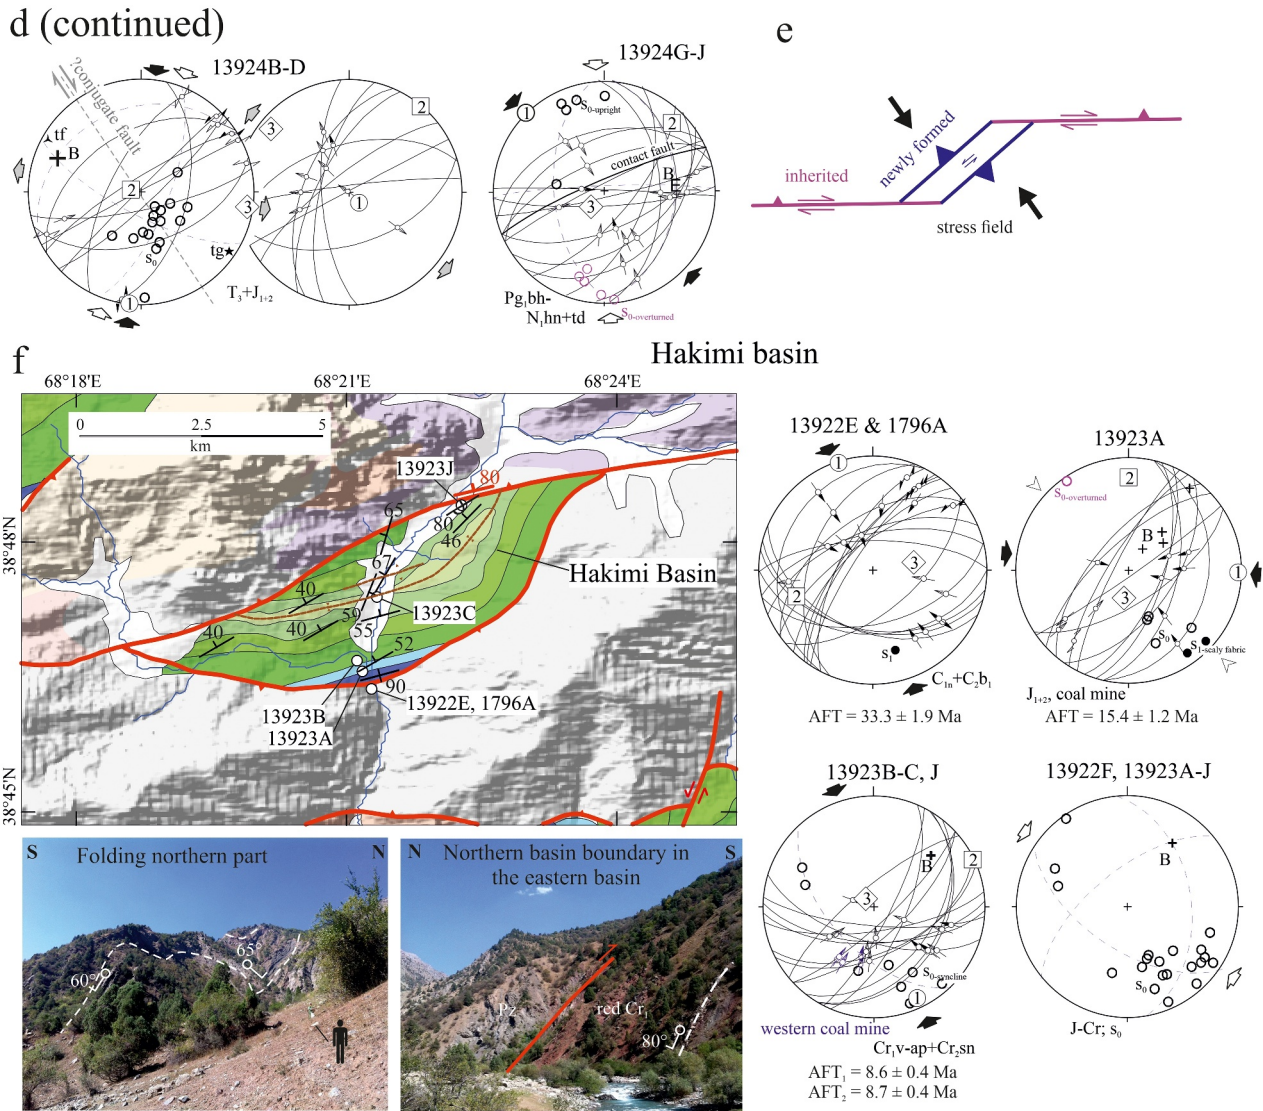 d (continued)
13924B-D
?conjugate fault
tf
B
2
3
2
3
1
s0
tg
1
T3+J1+2
13924G-J
1
s0-upright
2
contact fault
B
3
Pg1bh-
N1hn+td
s0-overturned
e
newly formed
inherited
stress field
f
Hakimi basin
68°18'E
68°21'E
68°24'E
0
2.5
5
km
13923J
80
65
80
46
38°48'N
67
Hakimi Basin
40
59
13923C
40
40
55
52
90
13922E, 1796A
13923B
13923A
38°45'N
S
Folding northern part
N
65°
60°
N
Northern basin boundary in
the eastern basin
S
Pz
red Cr1
80°
13922E & 1796A
1
3
2
s1
C1n+C2b1
AFT = 33.3 ± 1.9 Ma
13923A
2
s0-overturned
B
1
3
s0
s1-scaly fabric
J1+2, coal mine
AFT = 15.4 ± 1.2 Ma
13923B-C, J
B
2
3
s0-syncline
1
western coal mine
Cr1v-ap+Cr2sn
AFT1 = 8.6 ± 0.4 Ma
AFT2 = 8.7 ± 0.4 Ma
13922F, 13923A-J
B
s0
J-Cr; s0